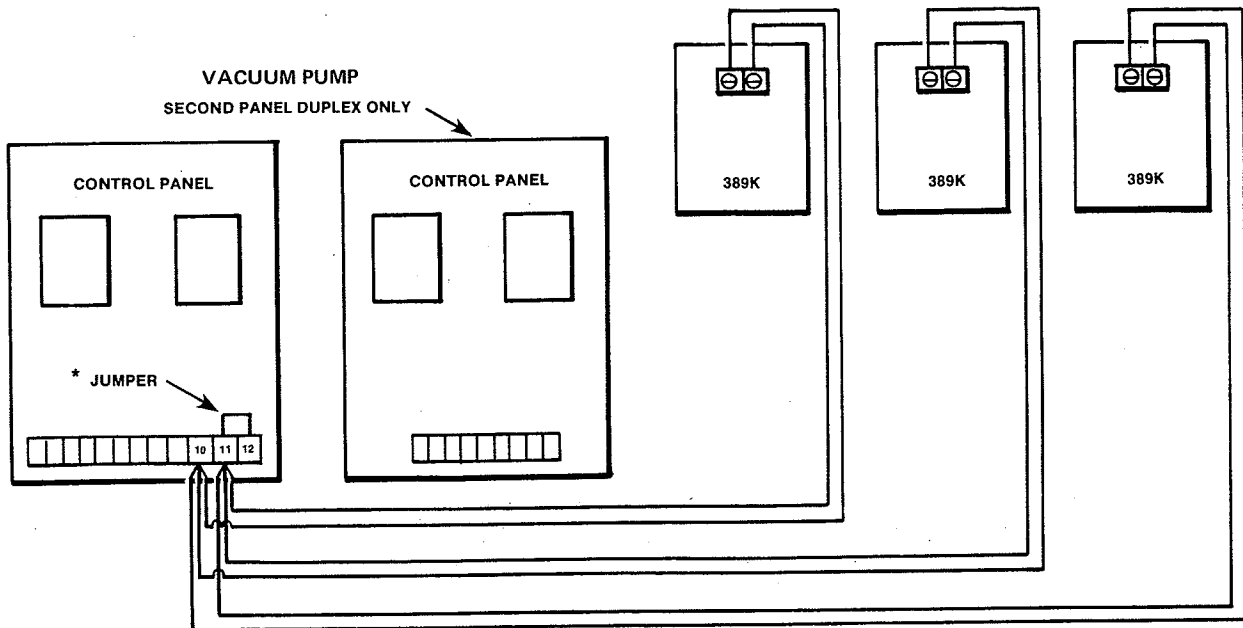 VACUUM PUMP
SECOND PANEL DUPLEX ONLY
CONTROL PANEL
CONTROL PANEL
389K
389K
389K
* JUMPER
10 11 12